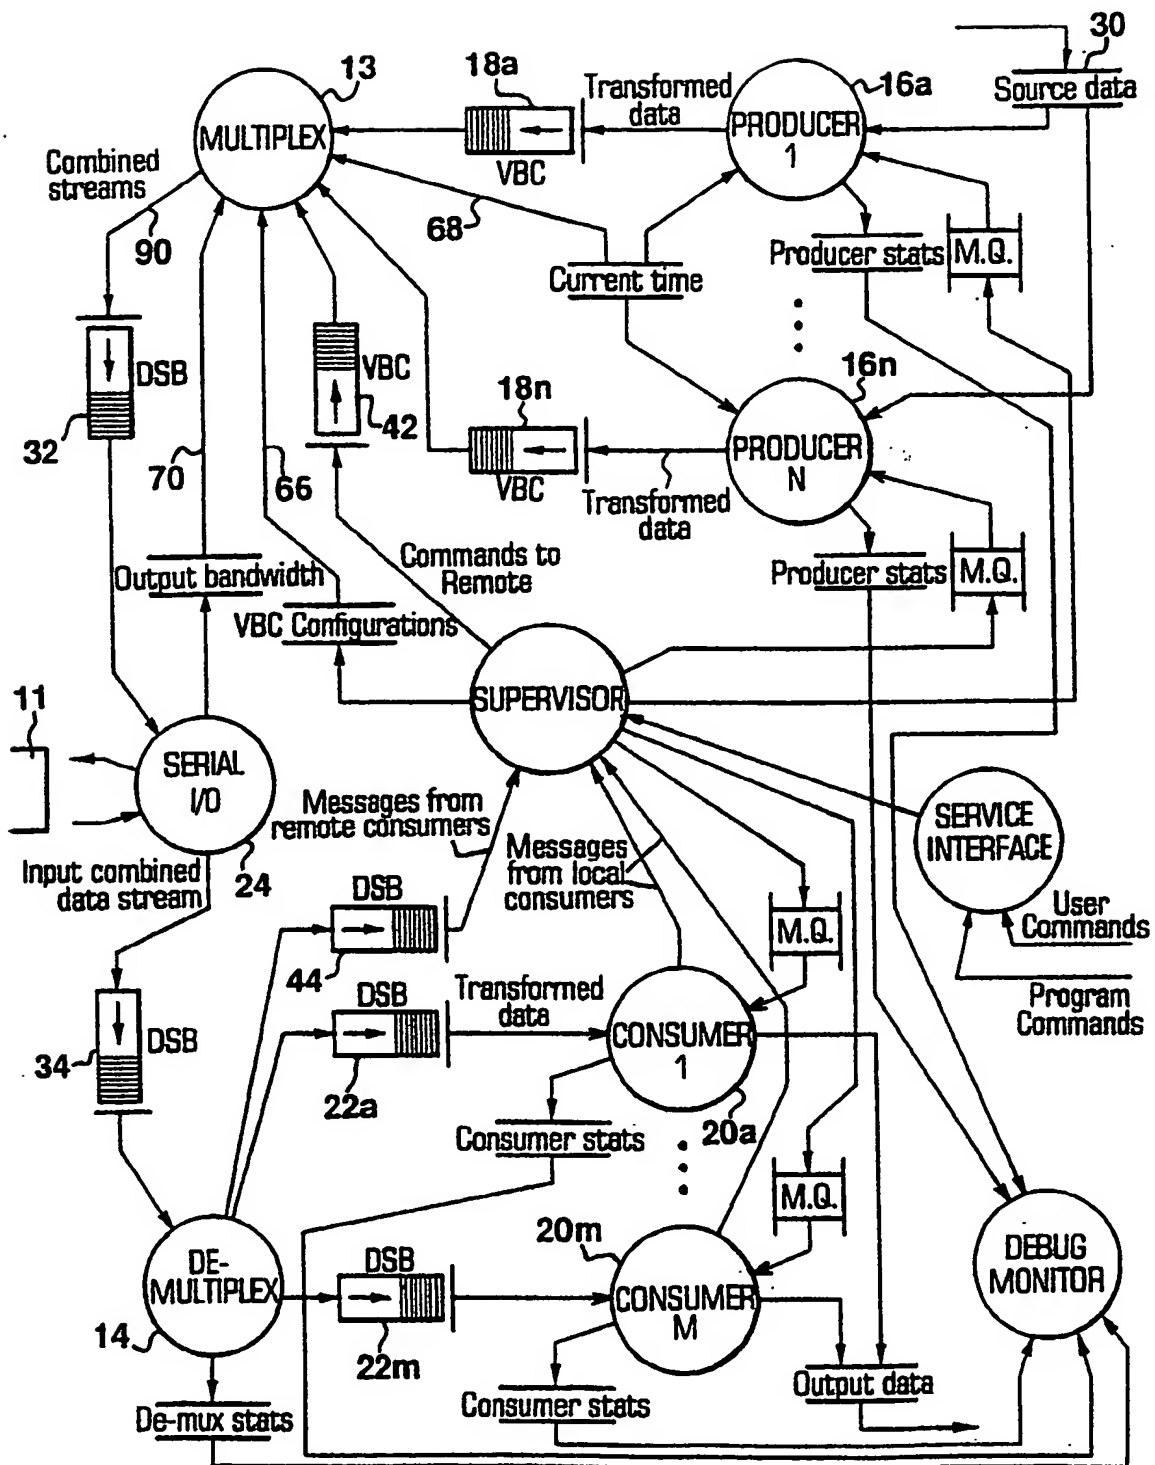 30
13
18a
16a
Source data
MULTIPLEX
Transformed
data
PRODUCER
1
VBC
Combined
streams
90
68
Producer stats
M.Q.
Current time
DSB
VBC
16n
32
42
18n
70
66
PRODUCER
N
VBC
Transformed
data
Commands to
Remote
Output bandwidth
Producer stats
M.Q.
VBC Configurations
SUPERVISOR
11
SERIAL
I/O
Messages from
remote consumers
SERVICE
INTERFACE
Messages
from local
consumers
Input combined
data stream
24
DSB
User
Commands
M.Q.
44
DSB
Transformed
data
Program
Commands
34
DSB
CONSUMER
1
22a
20a
Consumer stats
M.Q.
20m
DE-
MULTIPLEX
DSB
DEBUG
MONITOR
CONSUMER
M
14
22m
Output data
De-mux stats
Consumer stats